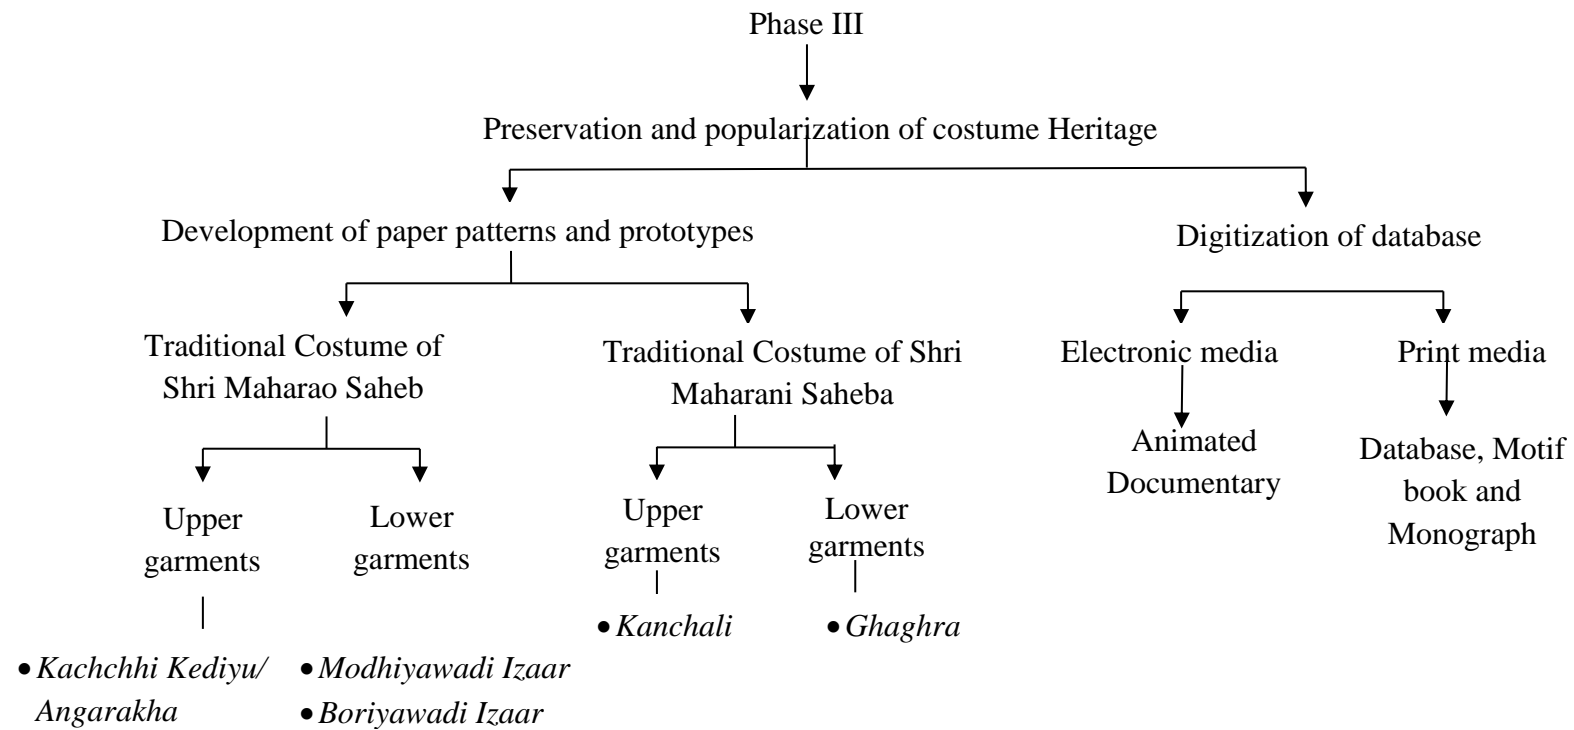 Phase III
Preservation and popularization of costume Heritage
Development of paper patterns and prototypes
Digitization of database
Traditional Costume of
Shri Maharao Saheb
Traditional Costume of Shri
Maharani Saheba
Electronic media
Print media
Animated
Documentary
Database, Motif
book and
Monograph
Upper
garments
Lower
garments
Upper
garments
Lower
garments
• Kanchali
• Ghaghra
• Kachchhi Kediyu/
Angarakha
• Modhiyawadi Izaar
• Boriyawadi Izaar